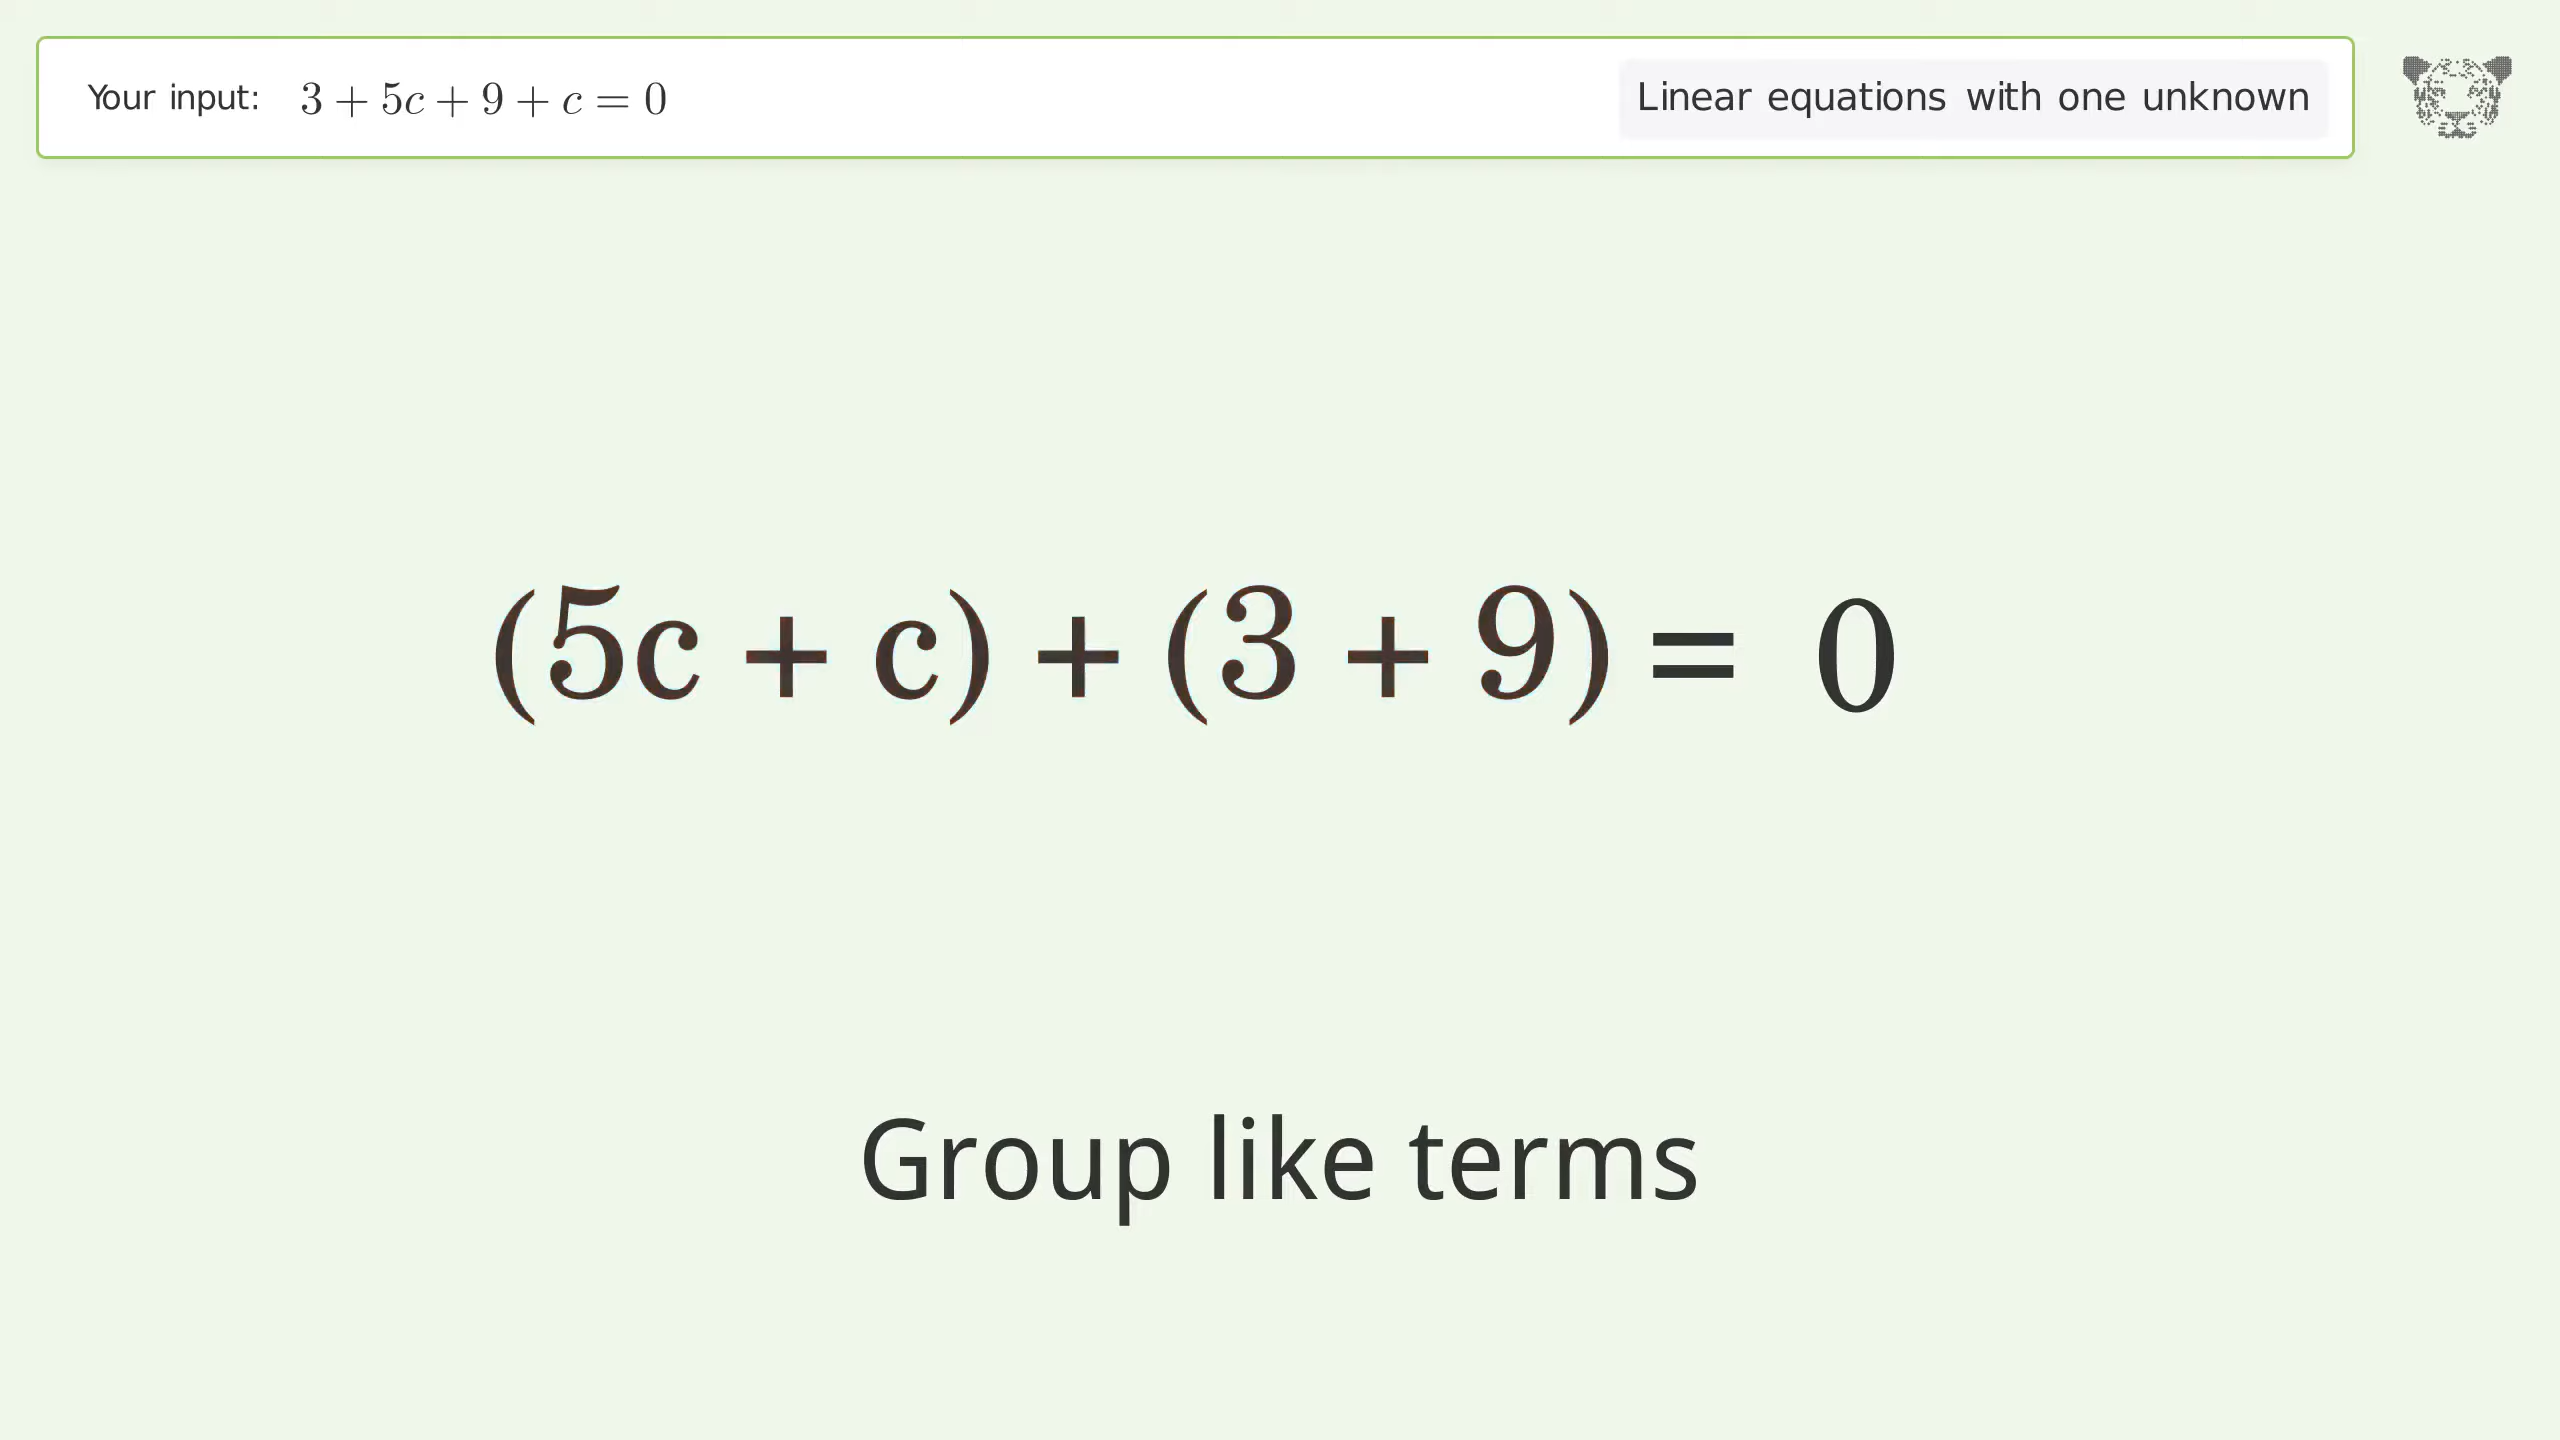 Your input: 3 + 5c + 9 + c = 0
Linear equations with one unknown
(5c + c) + (3 + 9) = 0
Group like terms